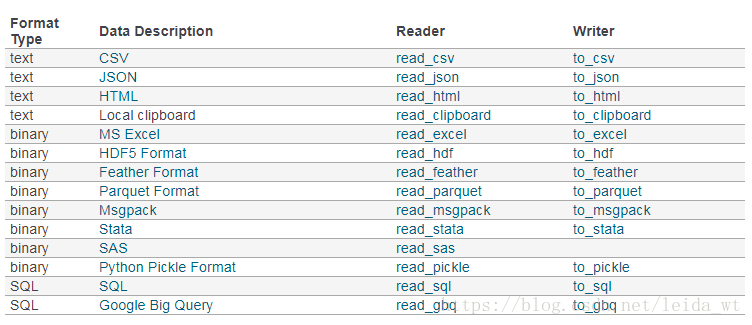 Format Type Data Description Reader Writer
text CSV read_csv to_csv
text JSON read_json to_json
text HTML read_html to_html
text Local clipboard read_clipboard to_clipboard
binary MS Excel read_excel to_excel
binary HDF5 Format read_hdf to_hdf
binary Feather Format read_feather to_feather
binary Parquet Format read_parquet to_parquet
binary Msgpack read_msgpack to_msgpack
binary Stata read_stata to_stata
binary SAS read_sas
binary Python Pickle Format read_pickle to_pickle
SQL SQL read_sql to_sql
SQL Google Big Query read_gbq to_gbq
https://blog.csdn.net/leida_wt